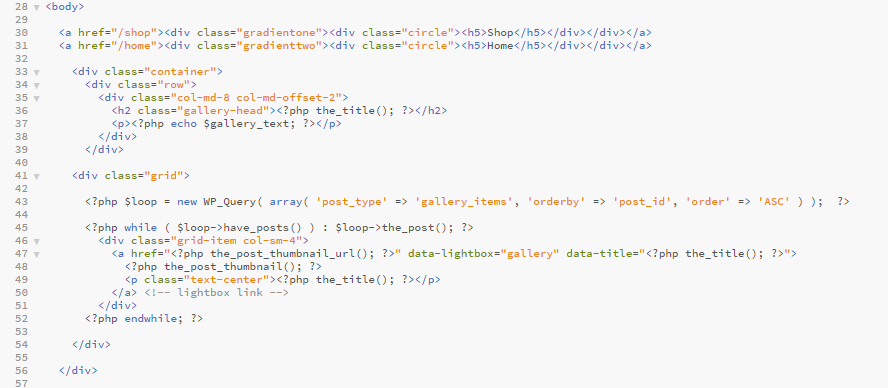 28 <body>
29
30 <a href="/shop"><div class="gradientone"><div class="circle"><h5>Shop</h5></div></div></a>
31 <a href="/home"><div class="gradienttwo"><div class="circle"><h5>Home</h5></div></div></a>
32
33 <div class="container">
34 <div class="row">
35 <div class="col-md-8 col-md-offset-2">
36 <h2 class="gallery-head"><?php the_title(); ?></h2>
37 <p><?php echo $gallery_text; ?></p>
38 </div>
39 </div>
40
41 <div class="grid">
42
43 <?php $loop = new WP_Query( array( 'post_type' => 'gallery_items', 'orderby' => 'post_id', 'order' => 'ASC' ) );  ?>
44
45 <?php while ( $loop->have_posts() ) : $loop->the_post(); ?>
46 <div class="grid-item col-sm-4">
47 <a href="<?php the_post_thumbnail_url(); ?>" data-lightbox="gallery" data-title="<?php the_title(); ?>">
48 <?php the_post_thumbnail(); ?>
49 <p class="text-center"><?php the_title(); ?></p>
50 </a> <!-- lightbox link -->
51 </div>
52 <?php endwhile; ?>
53
54 </div>
55
56 </div>
57